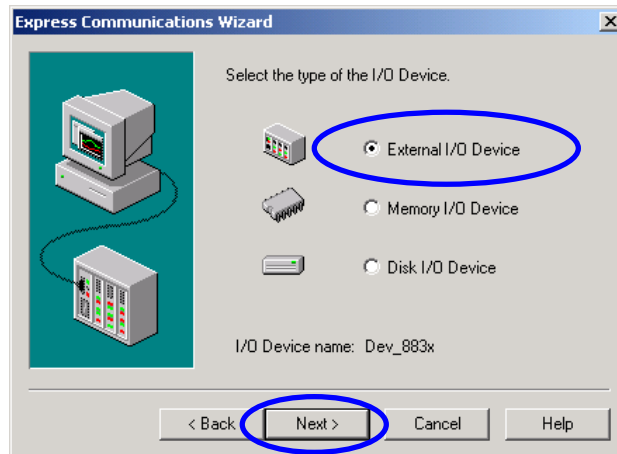 Express Communications Wizard
Select the type of the I/O Device.
External I/O Device
Memory I/O Device
Disk I/O Device
I/O Device name: Dev_883x
< Back Next > Cancel Help